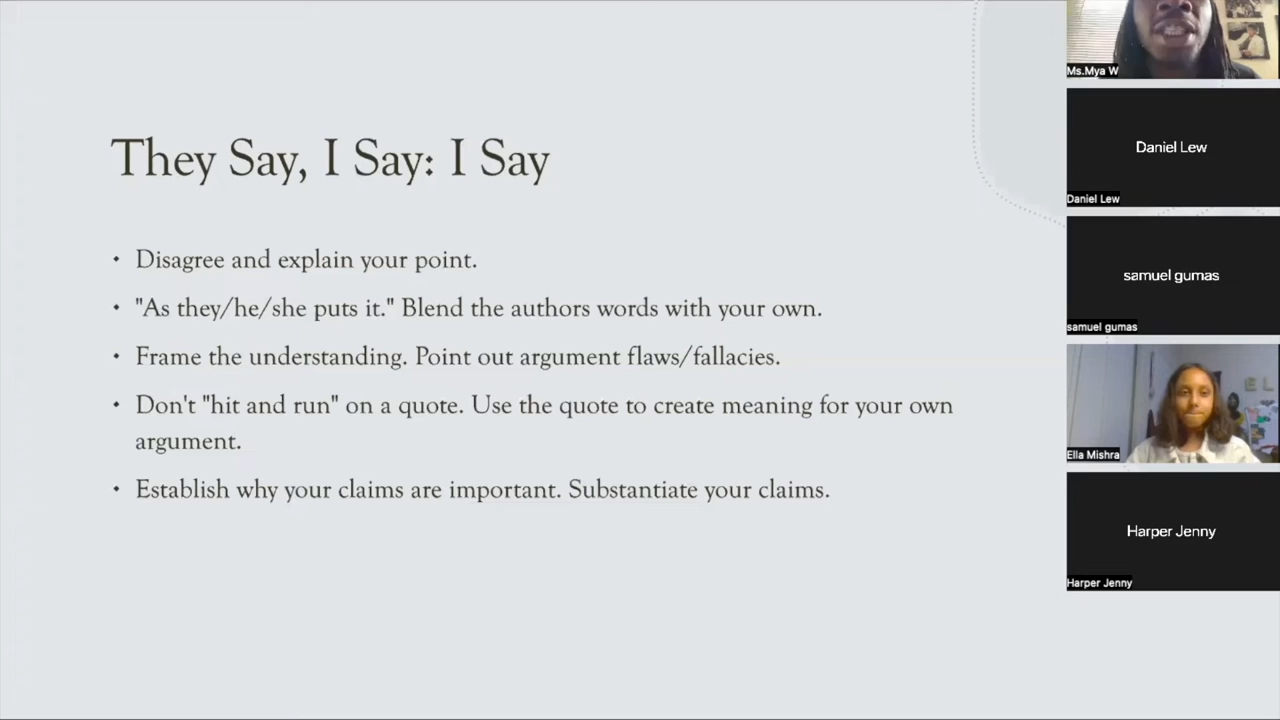 They Say, I Say: I Say
• Disagree and explain your point.
• "As they/he/she puts it." Blend the authors words with your own.
• Frame the understanding. Point out argument flaws/fallacies.
• Don't "hit and run" on a quote. Use the quote to create meaning for your own
argument.
• Establish why your claims are important. Substantiate your claims.
Ms.Mya W
Daniel Lew
Daniel Lew
samuel gumas
samuel gumas
E L
Ella Mishra
Harper Jenny
Harper Jenny